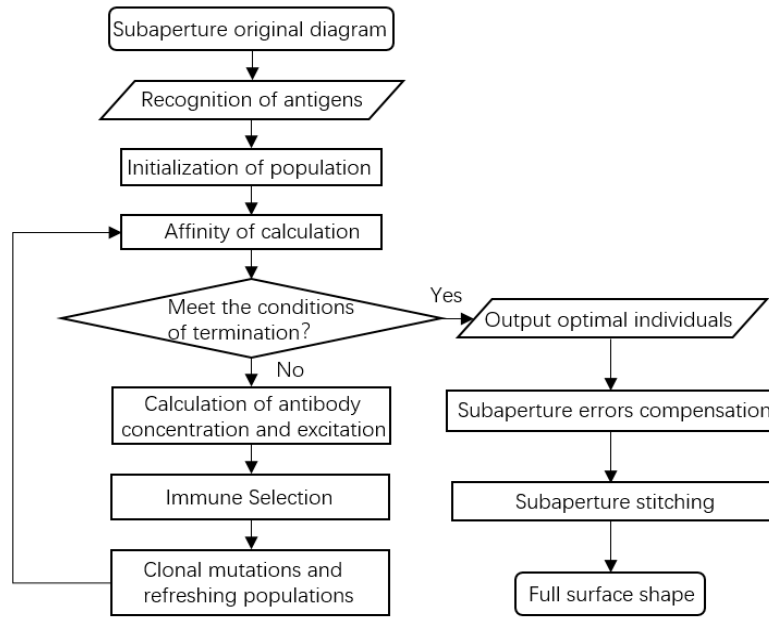 Subaperture original diagram
Recognition of antigens
Initialization of population
Affinity of calculation
Meet the conditions
of termination?
Yes
No
Calculation of antibody
concentration and excitation
Immune Selection
Clonal mutations and
refreshing populations
Output optimal individuals
Subaperture errors compensation
Subaperture stitching
Full surface shape